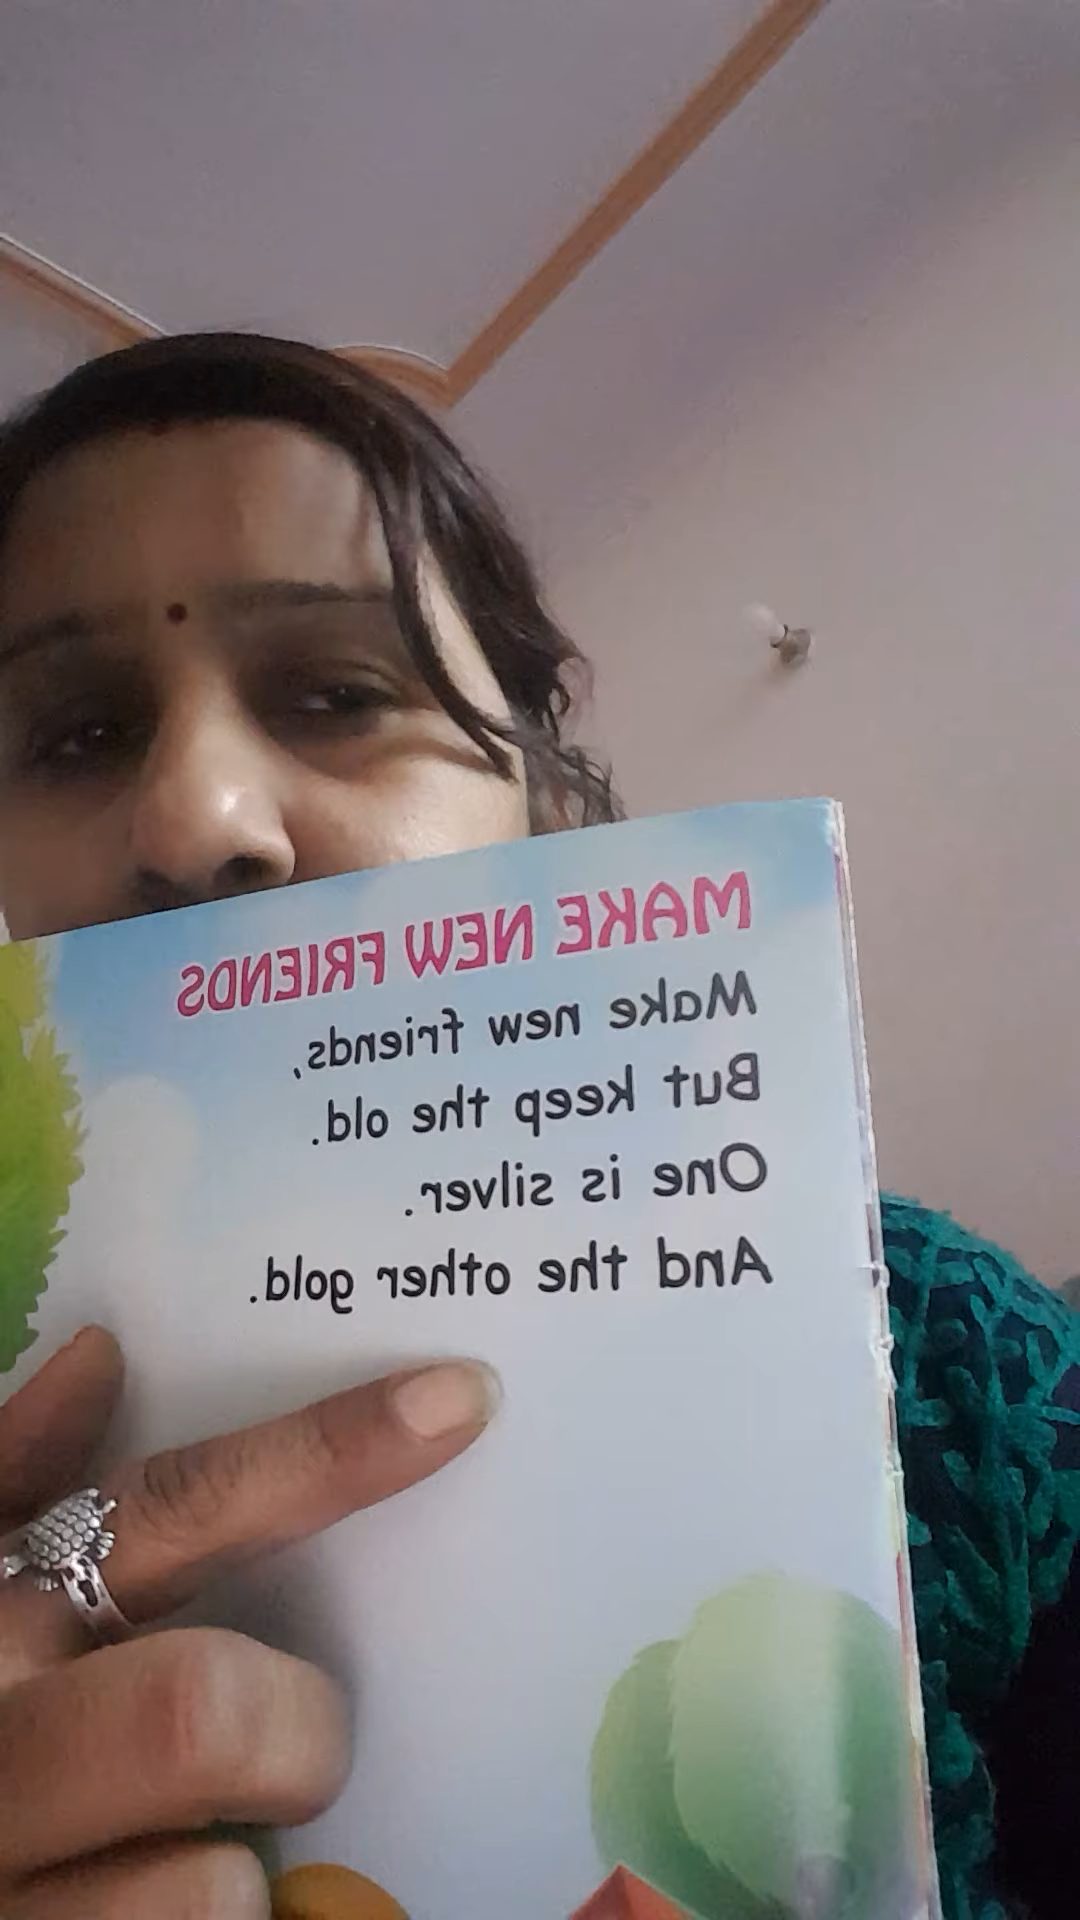 MAKE NEW FRIENDS
Make new friends,
But keep the old.
One is silver.
And the other gold.